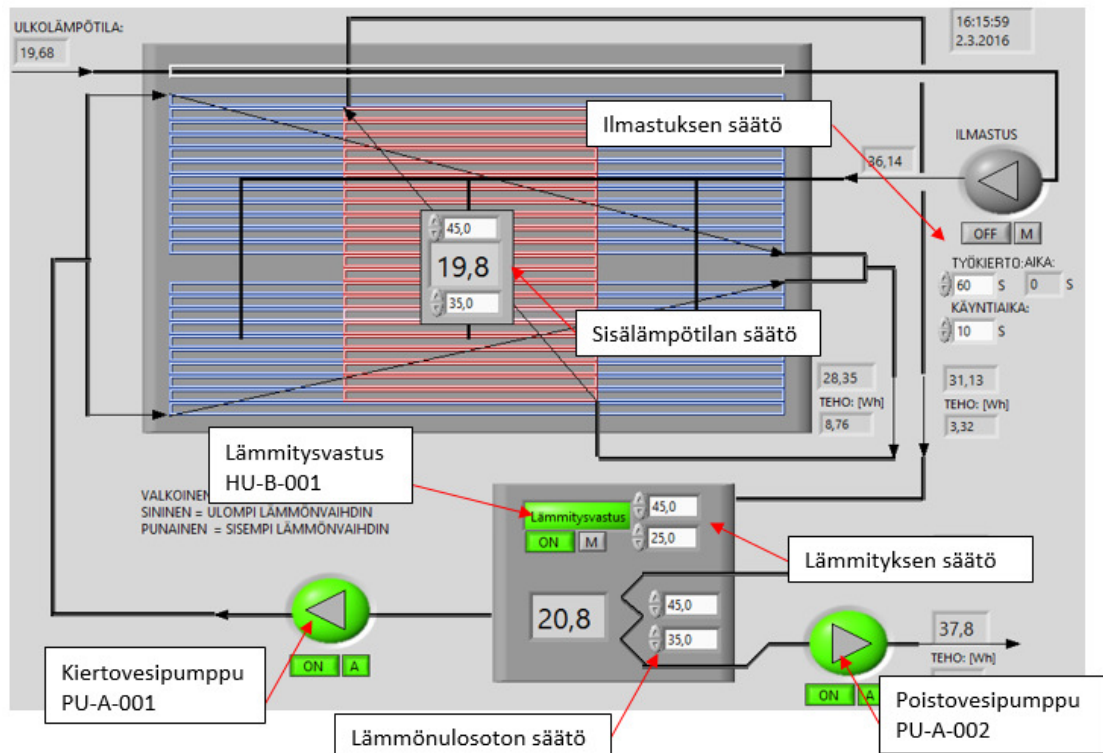 ULKOLÄMPÖTILA:
19,68
16:15:59
2.3.2016
Ilmastuksen säätö
ILMASTUS
36,14
OFF M
TYÖKIERTO: AIKA:
60 S 0 S
KÄYNTIAIKA:
10 S
45,0
19,8
35,0
Sisälämpötilan säätö
28,35
TEHO: [Wh]
8,76
31,13
TEHO: [Wh]
3,32
Lämmitysvastus
HU-B-001
VALKOINEN
SININEN = ULOMPI LÄMMÖNVAIHDIN
PUNAINEN = SISEMPI LÄMMÖNVAIHDIN
Lämmitysvastus
ON M
45,0
25,0
Lämmityksen säätö
20,8
45,0
35,0
37,8
TEHO: [Wh]
ON A
ON A
Kiertovesipumppu
PU-A-001
Lämmönulosoton säätö
Poistovesipumppu
PU-A-002